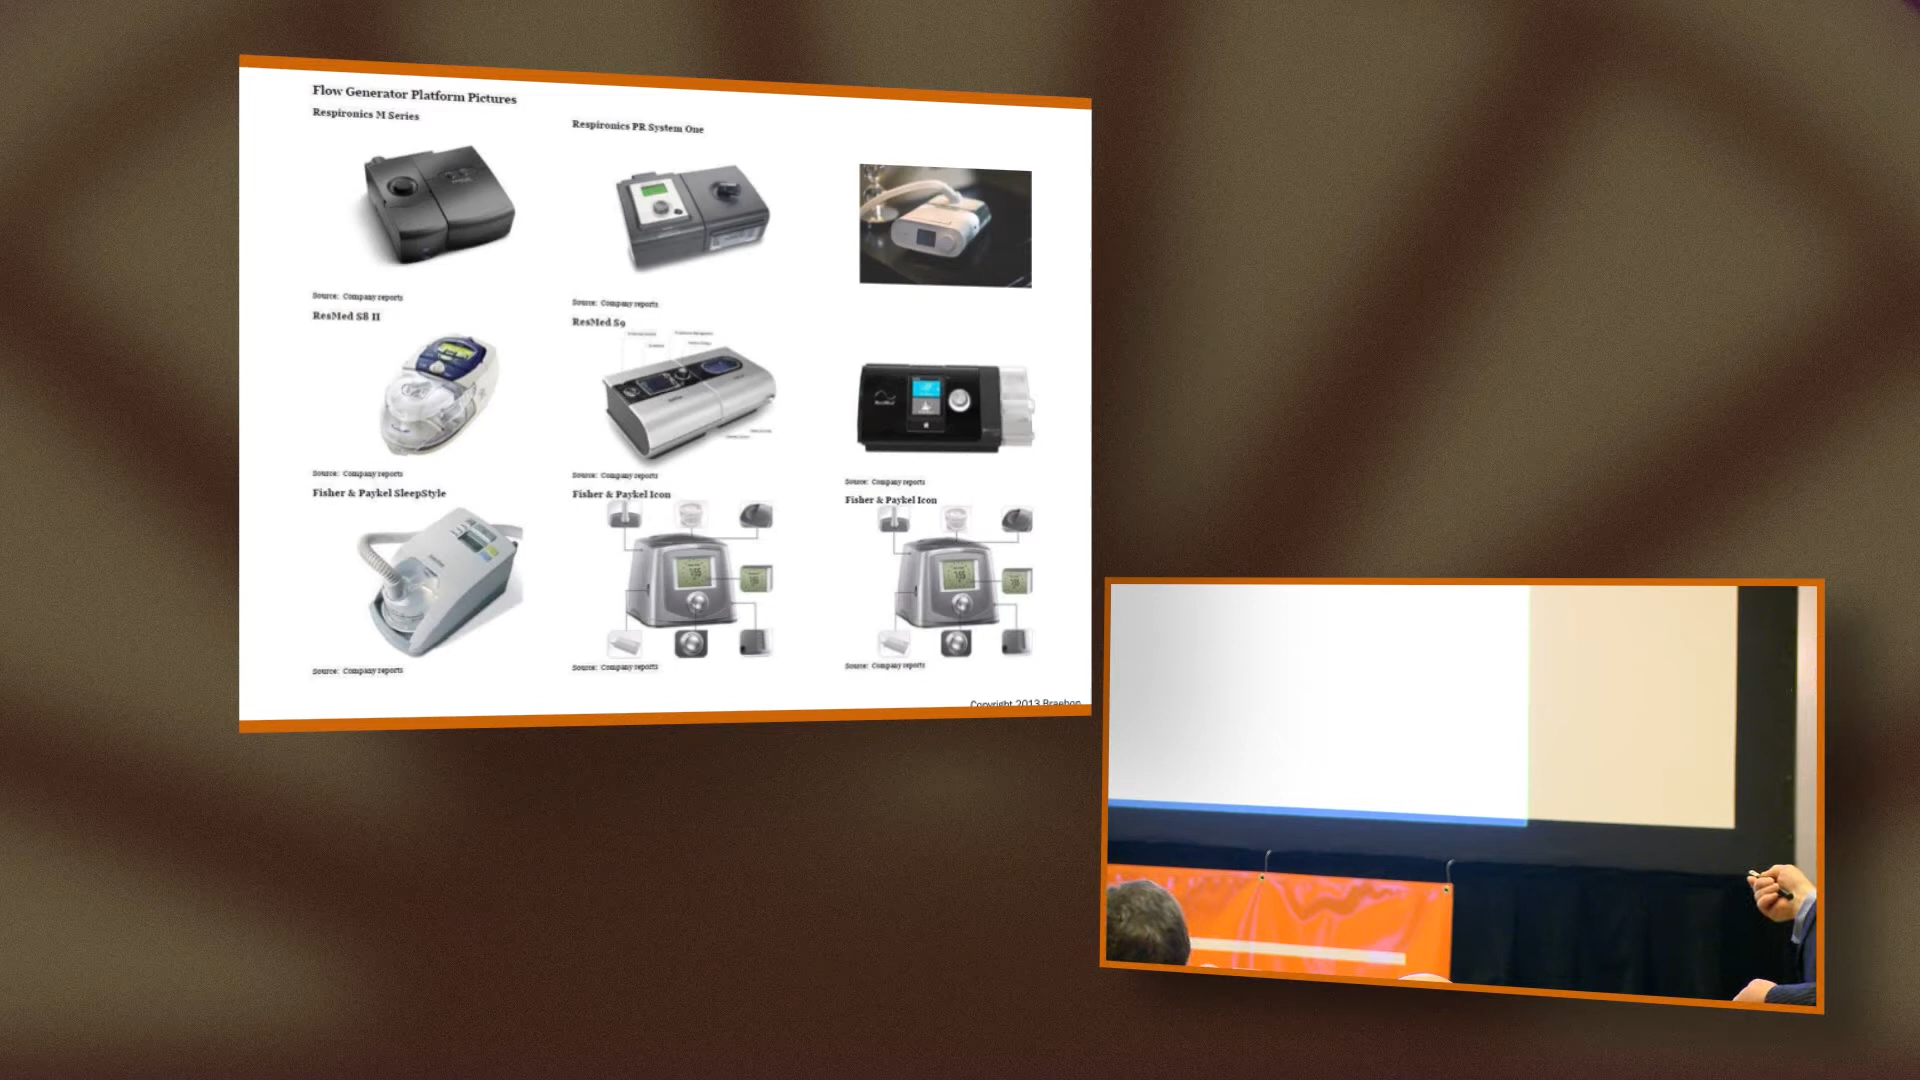 Flow Generator Platform Pictures
Respironics M Series
Respironics PR System One
Source: Company reports
Source: Company reports
ResMed S8 II
ResMed S9
Source: Company reports
Source: Company reports
Source: Company reports
Fisher & Paykel SleepStyle
Fisher & Paykel Icon
Fisher & Paykel Icon
Source: Company reports
Source: Company reports
Source: Company reports
Copyright 2013 Braebon